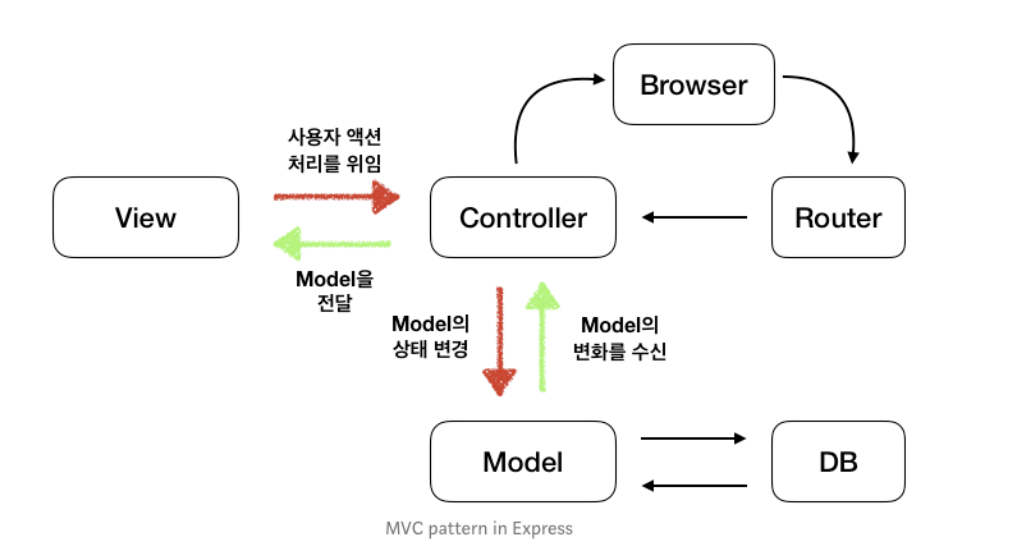 Browser
사용자 액션
처리를 위임
View
Controller
Router
Model을
전달
Model의
상태 변경
Model의
변화를 수신
Model
DB
MVC pattern in Express